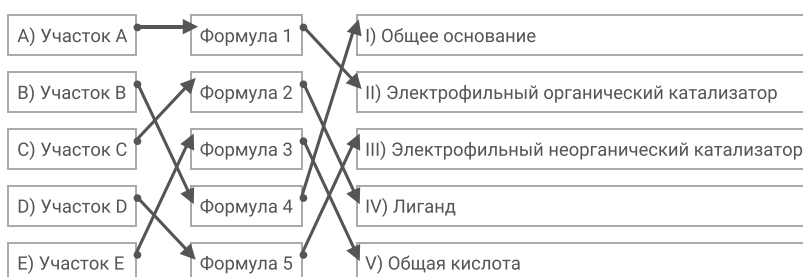 A) Участок A Формула 1 I) Общее основание
B) Участок B Формула 2 II) Электрофильный органический катализатор
C) Участок C Формула 3 III) Электрофильный неорганический катализатор
D) Участок D Формула 4 IV) Лиганд
E) Участок E Формула 5 V) Общая кислота